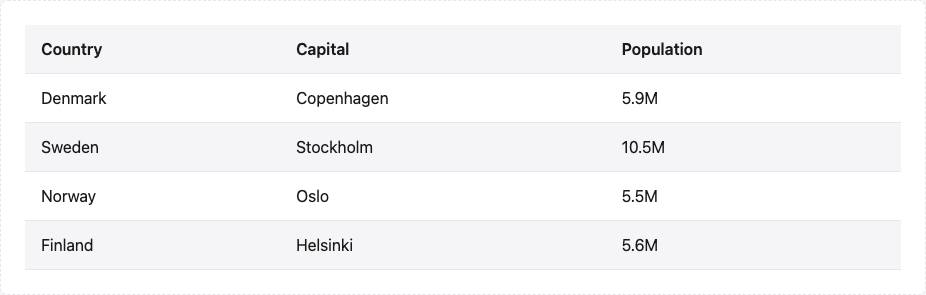 Country Capital Population
Denmark Copenhagen 5.9M
Sweden Stockholm 10.5M
Norway Oslo 5.5M
Finland Helsinki 5.6M